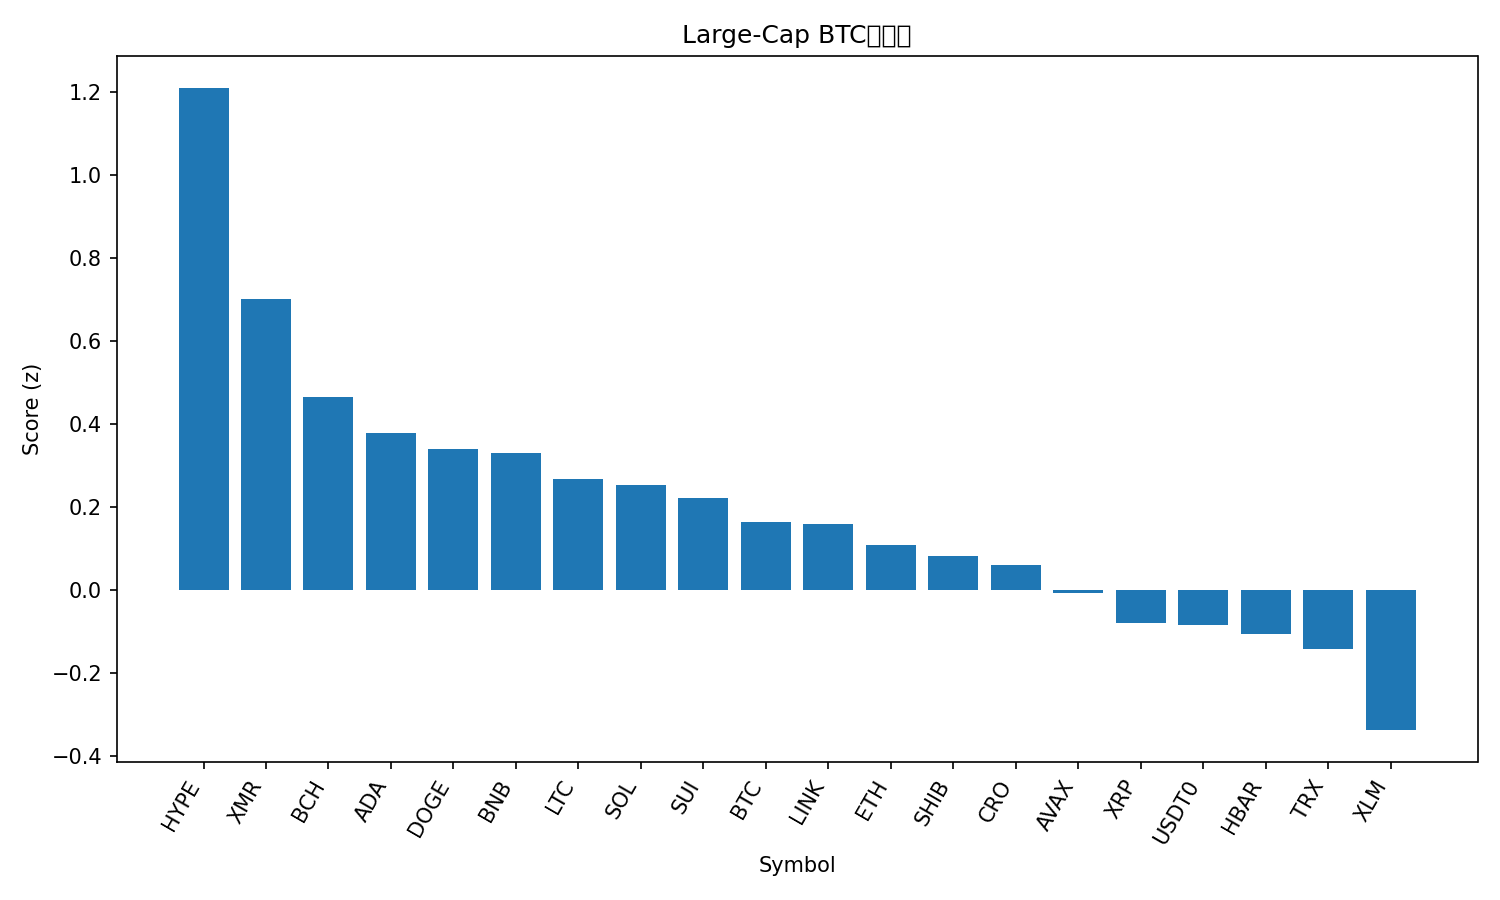 Large-Cap BTC
Score (z)
1.2
1.0
0.8
0.6
0.4
0.2
0.0
−0.2
−0.4
HYPE
XMR
BCH
ADA
DOGE
BNB
LTC
SOL
SUI
BTC
LINK
ETH
SHIB
CRO
AVAX
XRP
USDT0
HBAR
TRX
XLM
Symbol